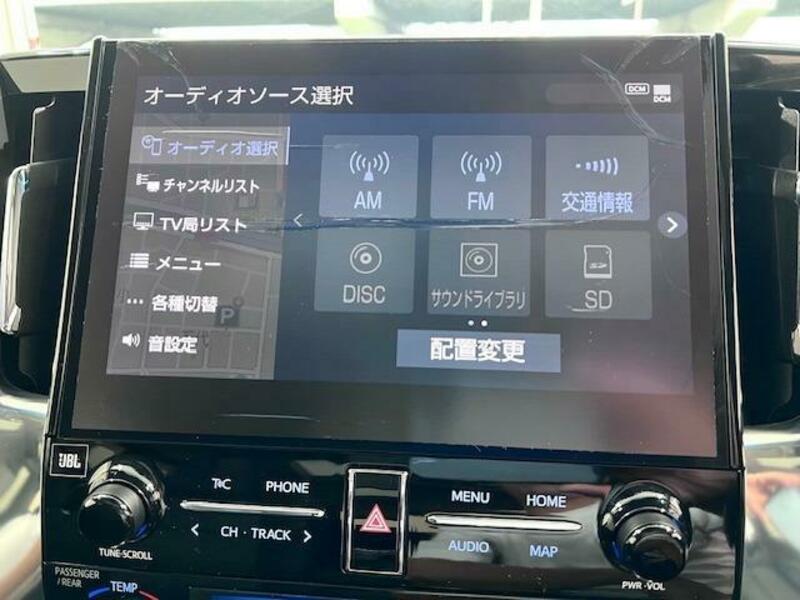 オーディオソース選択
DCM
DCM
オーディオ選択
チャンネルリスト
TV局リスト
メニュー
各種切替
音設定
AM
FM
交通情報
DISC
サウンドライブラリ
SD
配置変更
P
JBL
T/C
PHONE
CH · TRACK
TUNE·SCROLL
MENU
HOME
AUDIO
MAP
PWR·VOL
PASSENGER
/ REAR
TEMP